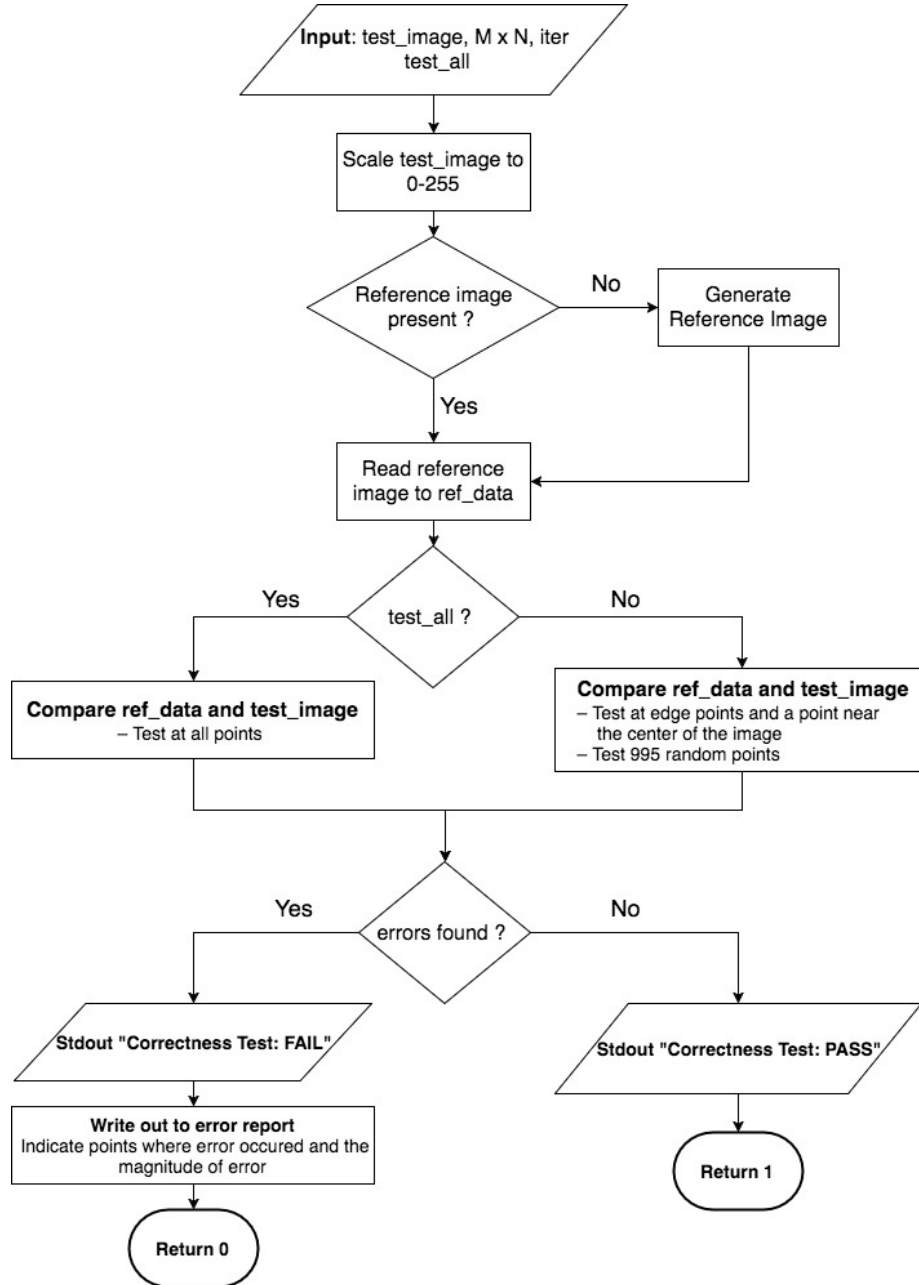 Input: test_image, M x N, iter
test_all
Scale test_image to
0-255
Reference image
present ?
No
Generate
Reference Image
Yes
Read reference
image to ref_data
Yes
test_all ?
No
Compare ref_data and test_image
– Test at all points
Compare ref_data and test_image
– Test at edge points and a point near
the center of the image
– Test 995 random points
Yes
errors found ?
No
Stdout "Correctness Test: FAIL"
Stdout "Correctness Test: PASS"
Write out to error report
Indicate points where error occured and the
magnitude of error
Return 1
Return 0